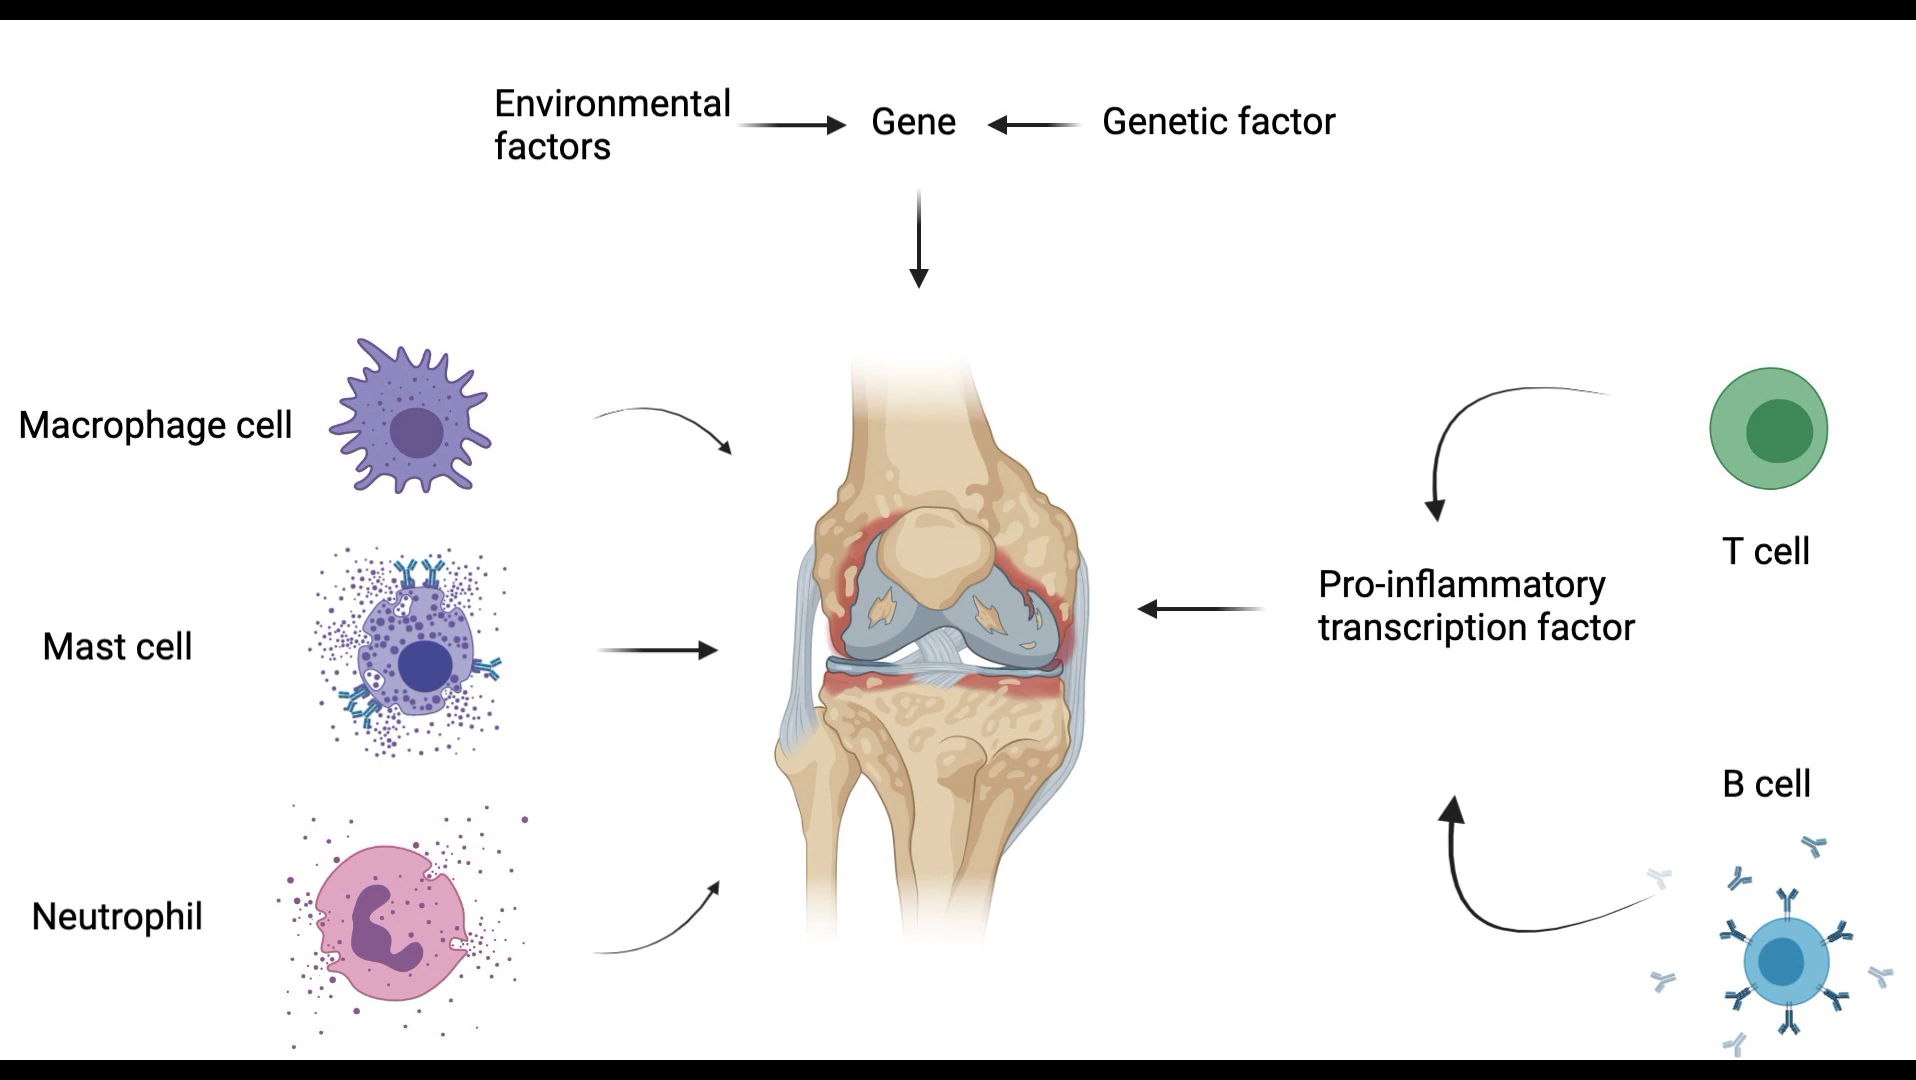 Environmental
factors
Gene
Genetic factor
Macrophage cell
T cell
Pro-inflammatory
transcription factor
Mast cell
B cell
Neutrophil